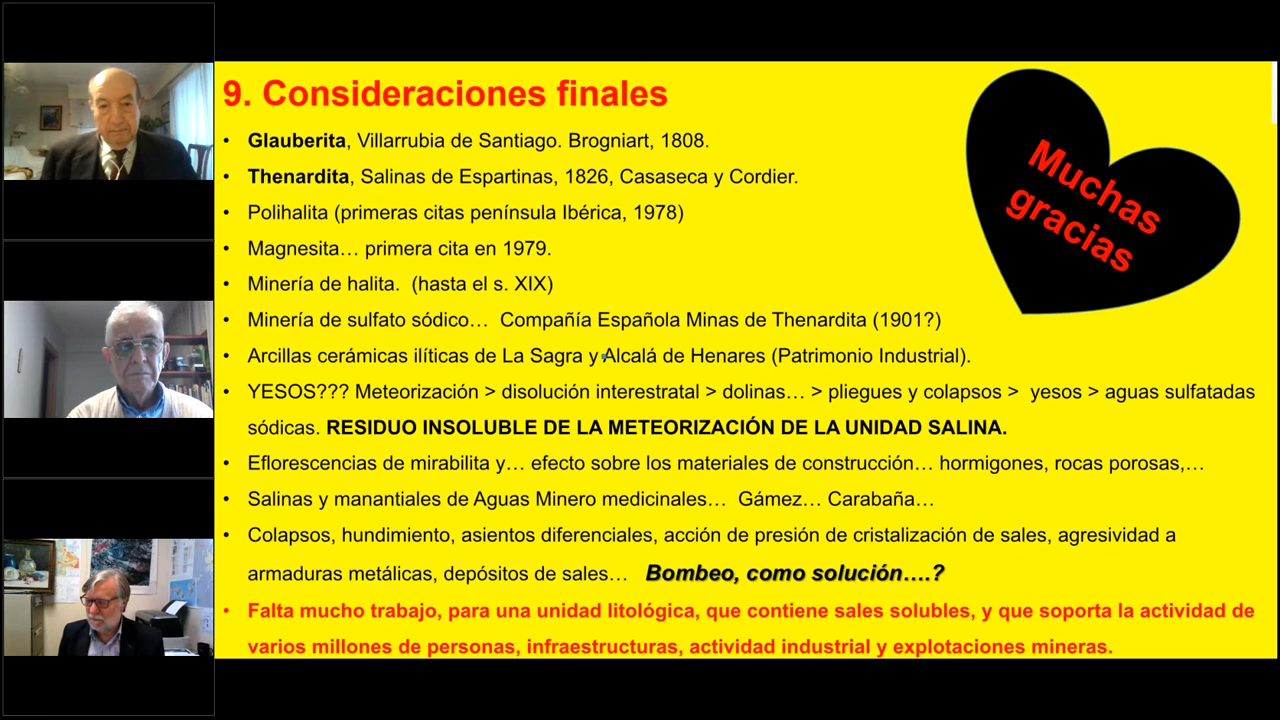 9. Consideraciones finales
Muchas
gracias
• Glauberita, Villarrubia de Santiago. Brogniart, 1808.
• Thenardita, Salinas de Espartinas, 1826, Casaseca y Cordier.
• Polihalita (primeras citas península Ibérica, 1978)
• Magnesita… primera cita en 1979.
• Minería de halita. (hasta el s. XIX)
• Minería de sulfato sódico… Compañía Española Minas de Thenardita (1901?)
• Arcillas cerámicas ilíticas de La Sagra y Alcalá de Henares (Patrimonio Industrial).
• YESOS??? Meteorización > disolución interestratal > dolinas… > pliegues y colapsos > yesos > aguas sulfatadas
sódicas. RESIDUO INSOLUBLE DE LA METEORIZACIÓN DE LA UNIDAD SALINA.
• Eflorescencias de mirabilita y… efecto sobre los materiales de construcción… hormigones, rocas porosas,…
• Salinas y manantiales de Aguas Minero medicinales… Gámez… Carabaña…
• Colapsos, hundimiento, asientos diferenciales, acción de presión de cristalización de sales, agresividad a
armaduras metálicas, depósitos de sales… Bombeo, como solución….?
• Falta mucho trabajo, para una unidad litológica, que contiene sales solubles, y que soporta la actividad de
varios millones de personas, infraestructuras, actividad industrial y explotaciones mineras.